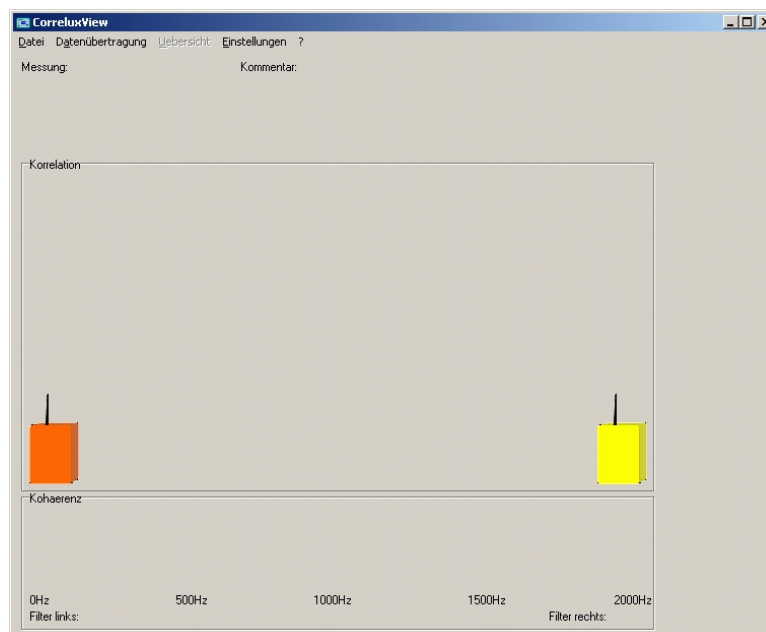 CorreluxView
Datei Datenübertragung Uebersicht Einstellungen ?
Messung: Kommentar:
Korrelation
Kohaerenz
0Hz 500Hz 1000Hz 1500Hz 2000Hz
Filter links: Filter rechts: